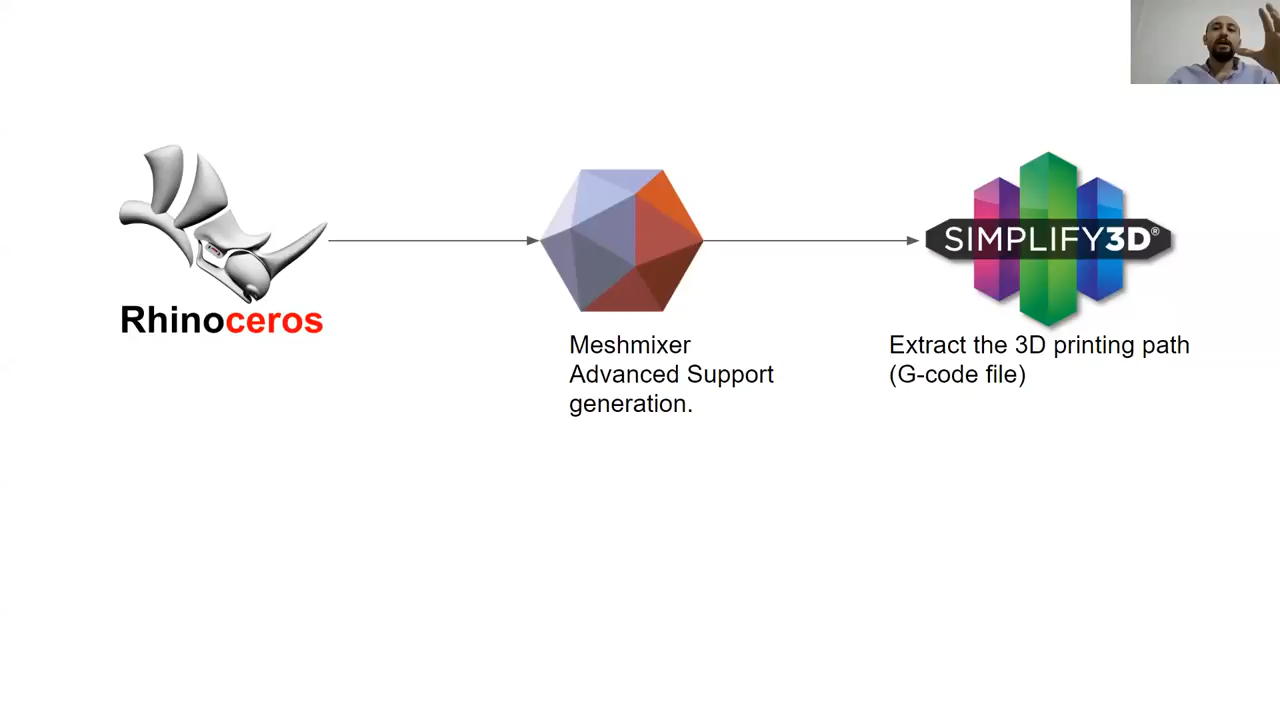 Rhinoceros
SIMPLIFY3D®
Meshmixer
Advanced Support
generation.
Extract the 3D printing path
(G-code file)